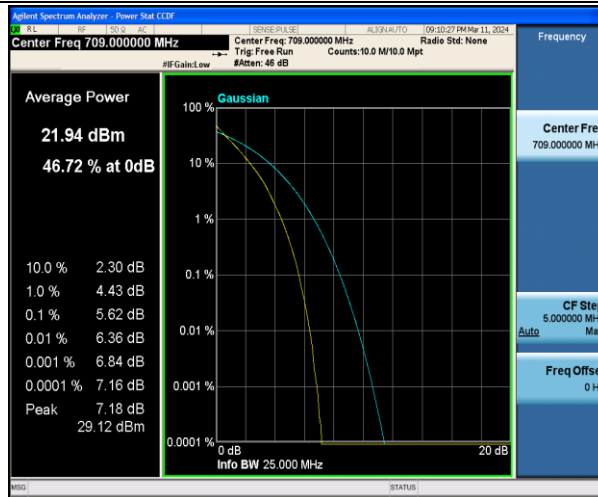 Agilent Spectrum Analyzer - Power Stat CCDF
RL RF 50 Ω AC SENSE:PULSE ALIGN AUTO 09:10:27 PM Mar 11, 2024
Center Freq 709.000000 MHz
Center Freq: 709.000000 MHz Radio Std: None
Trig: Free Run Counts:10.0 M/10.0 Mpt
#IFGain:Low #Atten: 46 dB
Frequency
Average Power
21.94 dBm
46.72 % at 0dB
10.0 % 2.30 dB
1.0 % 4.43 dB
0.1 % 5.62 dB
0.01 % 6.36 dB
0.001 % 6.84 dB
0.0001 % 7.16 dB
Peak 7.18 dB
29.12 dBm
Gaussian
100 %
10 %
1 %
0.1 %
0.01 %
0.001 %
0.0001 %
0 dB 20 dB
Info BW 25.000 MHz
Center Fre
709.000000 MH
CF Ste
5.000000 MH
Auto Ma
Freq Offse
0 H
MSG STATUS